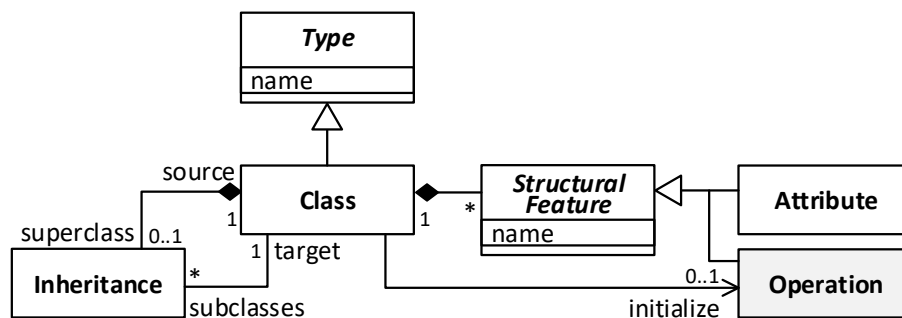 Type
name
source
Class
Structural
Feature
name
Attribute
1
1
*
superclass
0..1
1
target
Inheritance
*
subclasses
0..1
initialize
Operation